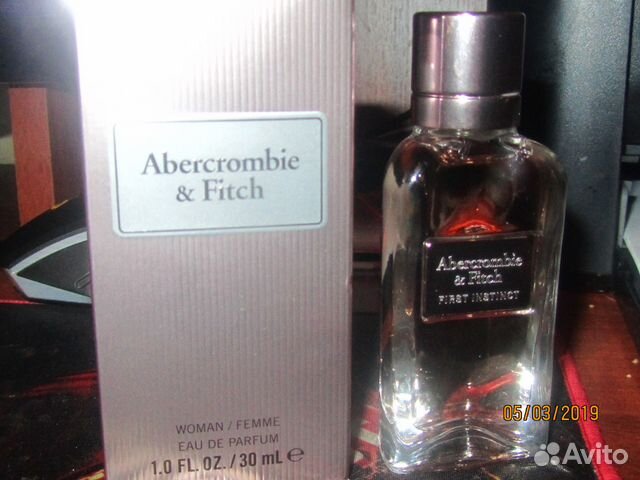 Abercrombie
& Fitch
WOMAN / FEMME
EAU DE PARFUM
1.0 FL. OZ. / 30 mL ℮
Abercrombie
& Fitch
FIRST INSTINCT
05/03/2019
Avito